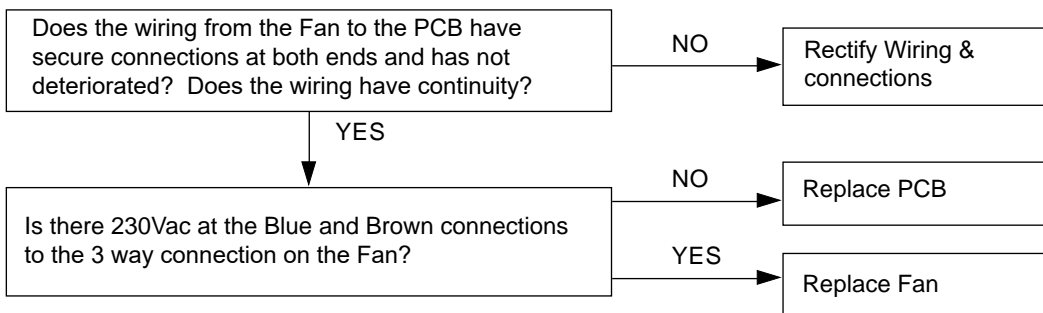 Does the wiring from the Fan to the PCB have
secure connections at both ends and has not
deteriorated?  Does the wiring have continuity?
NO
Rectify Wiring &
connections
YES
Is there 230Vac at the Blue and Brown connections
to the 3 way connection on the Fan?
NO
Replace PCB
YES
Replace Fan